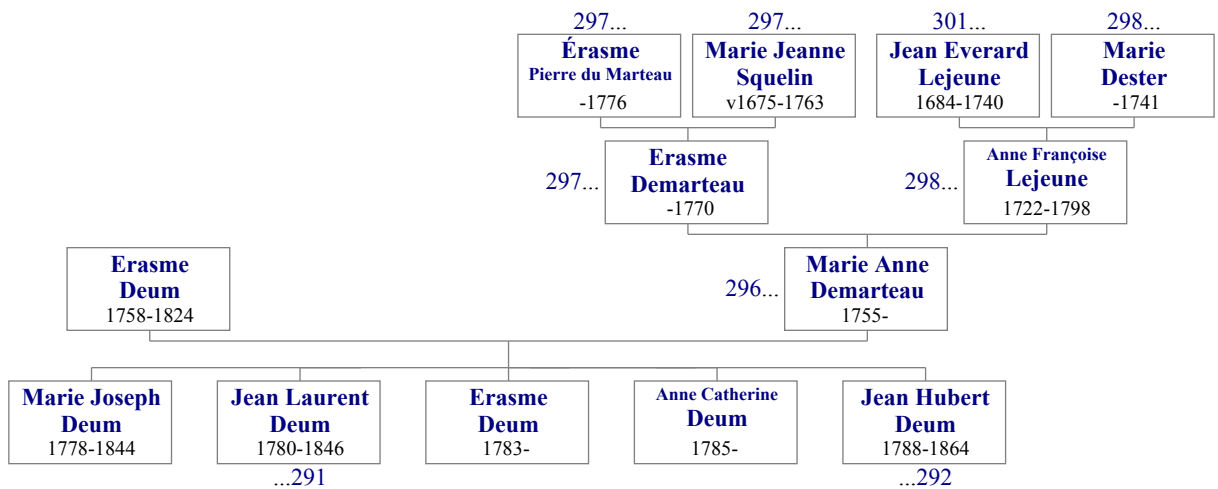 297...
297...
301...
298...
Érasme
Pierre du Marteau
-1776
Marie Jeanne
Squelin
v1675-1763
Jean Everard
Lejeune
1684-1740
Marie
Dester
-1741
297...
Erasme
Demarteau
-1770
298...
Anne Françoise
Lejeune
1722-1798
Erasme
Deum
1758-1824
296...
Marie Anne
Demarteau
1755-
Marie Joseph
Deum
1778-1844
Jean Laurent
Deum
1780-1846
Erasme
Deum
1783-
Anne Catherine
Deum
1785-
Jean Hubert
Deum
1788-1864
...291
...292